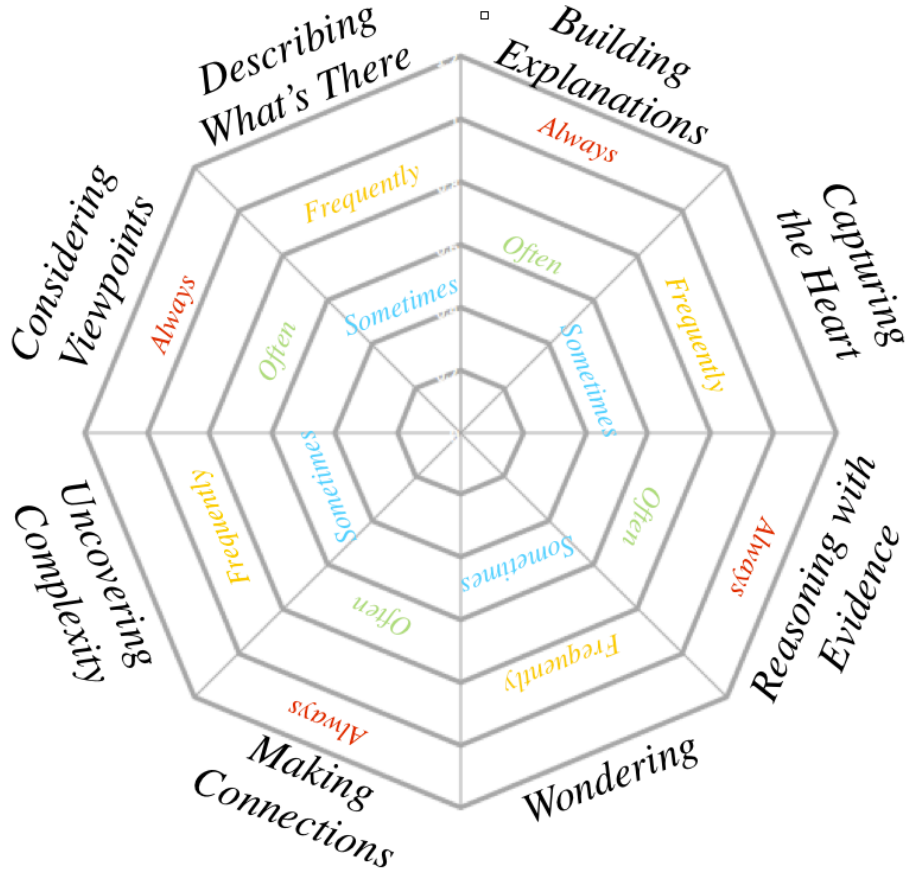 Describing
What's There
Building
Explanations
Capturing
the Heart
Reasoning with
Evidence
Wondering
Making
Connections
Uncovering
Complexity
Considering
Viewpoints
Always
Often
Frequently
Sometimes
Always
Often
Frequently
Sometimes
Always
Often
Frequently
Sometimes
Always
Often
Frequently
Sometimes